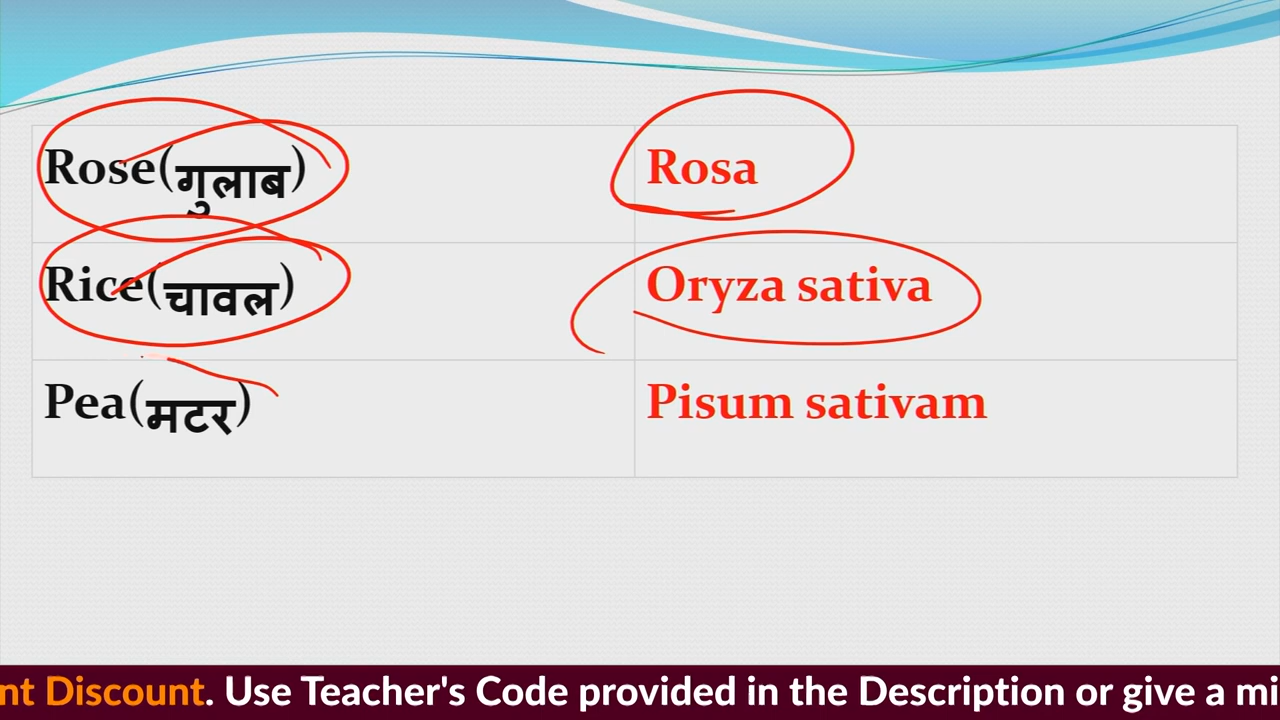 Rose(गुलाब) Rosa
Rice(चावल) Oryza sativa
Pea(मटर) Pisum sativam
nt Discount. Use Teacher's Code provided in the Description or give a mi